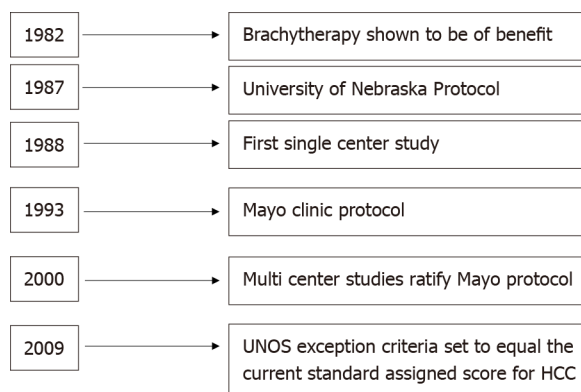 1982
Brachytherapy shown to be of benefit
1987
University of Nebraska Protocol
1988
First single center study
1993
Mayo clinic protocol
2000
Multi center studies ratify Mayo protocol
2009
UNOS exception criteria set to equal the
current standard assigned score for HCC